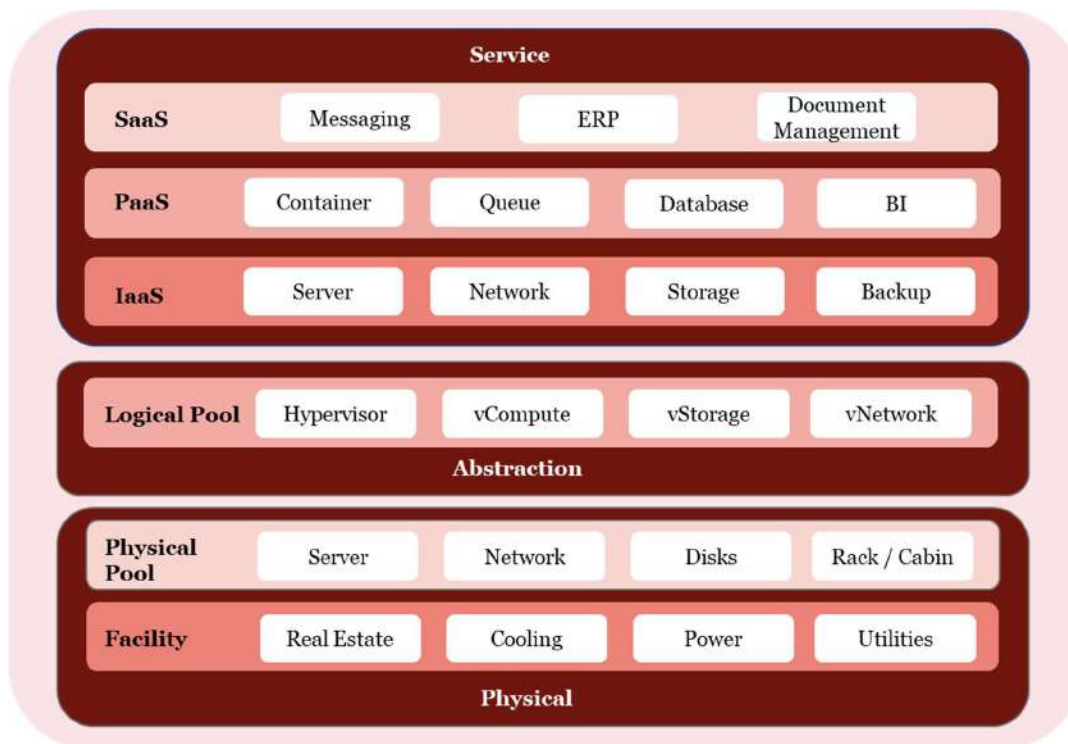 Service
SaaS
Messaging
ERP
Document
Management
PaaS
Container
Queue
Database
BI
IaaS
Server
Network
Storage
Backup
Logical Pool
Hypervisor
vCompute
vStorage
vNetwork
Abstraction
Physical
Pool
Server
Network
Disks
Rack / Cabin
Facility
Real Estate
Cooling
Power
Utilities
Physical